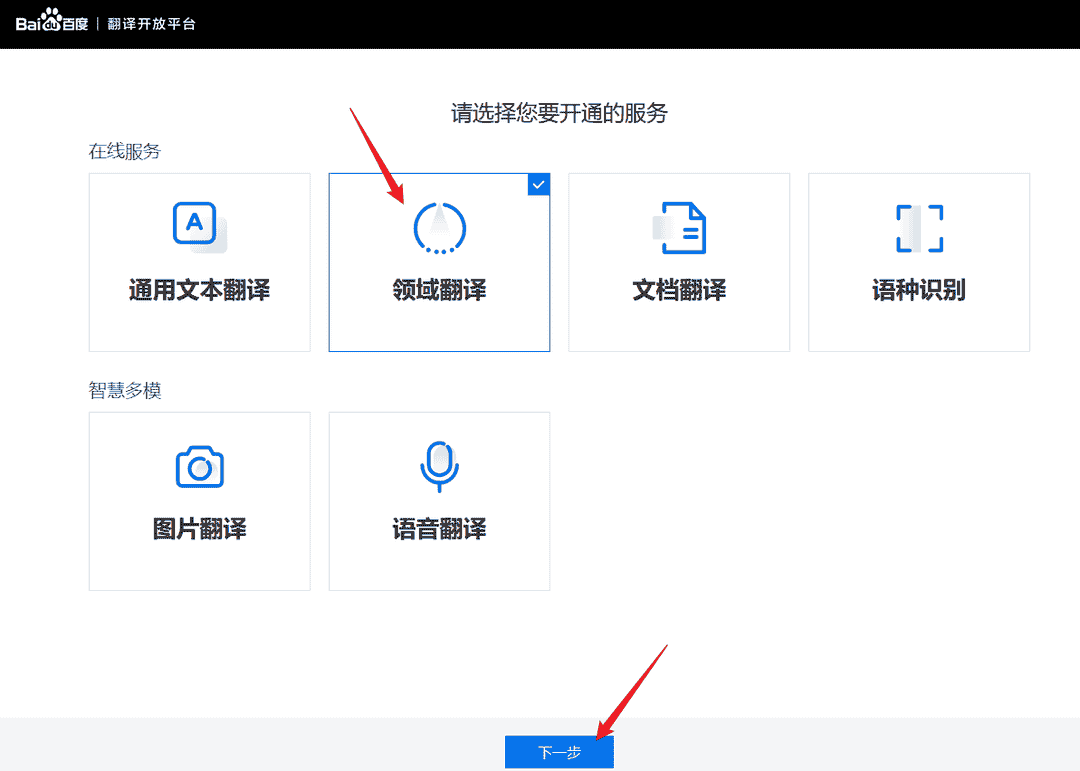 Baidu百度 | 翻译开放平台
请选择您要开通的服务
在线服务
A
通用文本翻译
领域翻译
文档翻译
语种识别
智慧多模
图片翻译
语音翻译
下一步